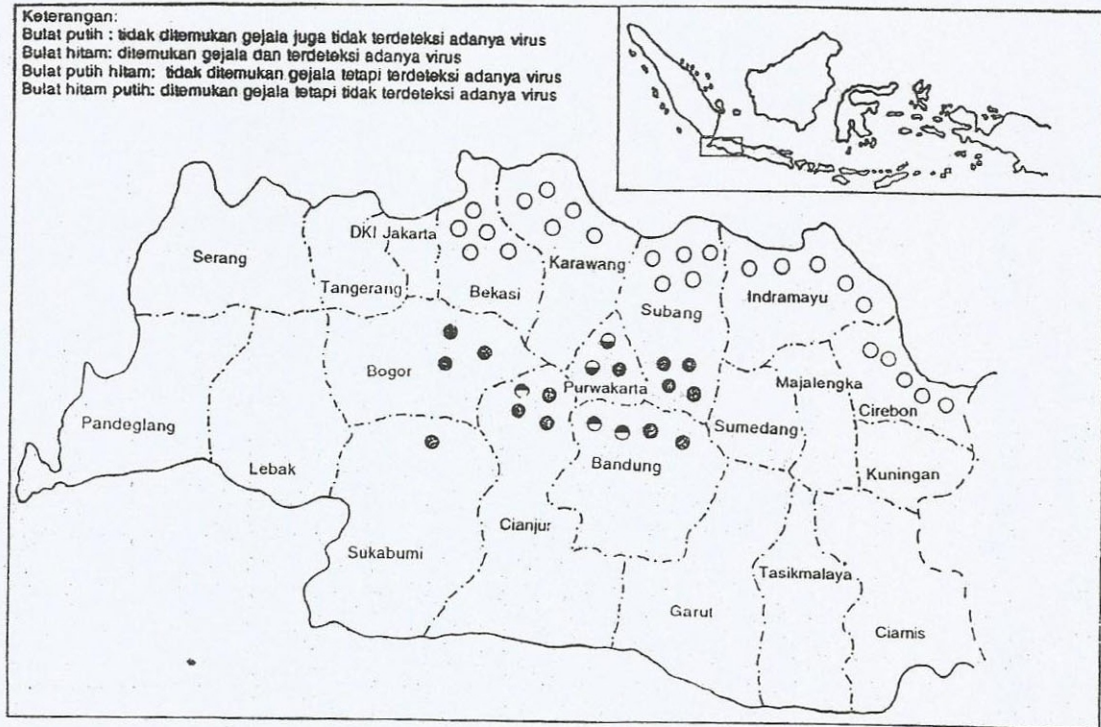 Keterangan:
Bulat putih : tidak ditemukan gejala juga tidak terdeteksi adanya virus
Bulat hitam: ditemukan gejala dan terdeteksi adanya virus
Bulat putih hitam: tidak ditemukan gejala tetapi terdeteksi adanya virus
Bulat hitam putih: ditemukan gejala tetapi tidak terdeteksi adanya virus
DKI Jakarta
Serang
Karawang
Tangerang
Bekasi
Indramayu
Subang
Bogor
Purwakarta
Majalengka
Cirebon
Pandeglang
Sumedang
Lebak
Bandung
Kuningan
Cianjur
Sukabumi
Tasikmalaya
Garut
Ciamis